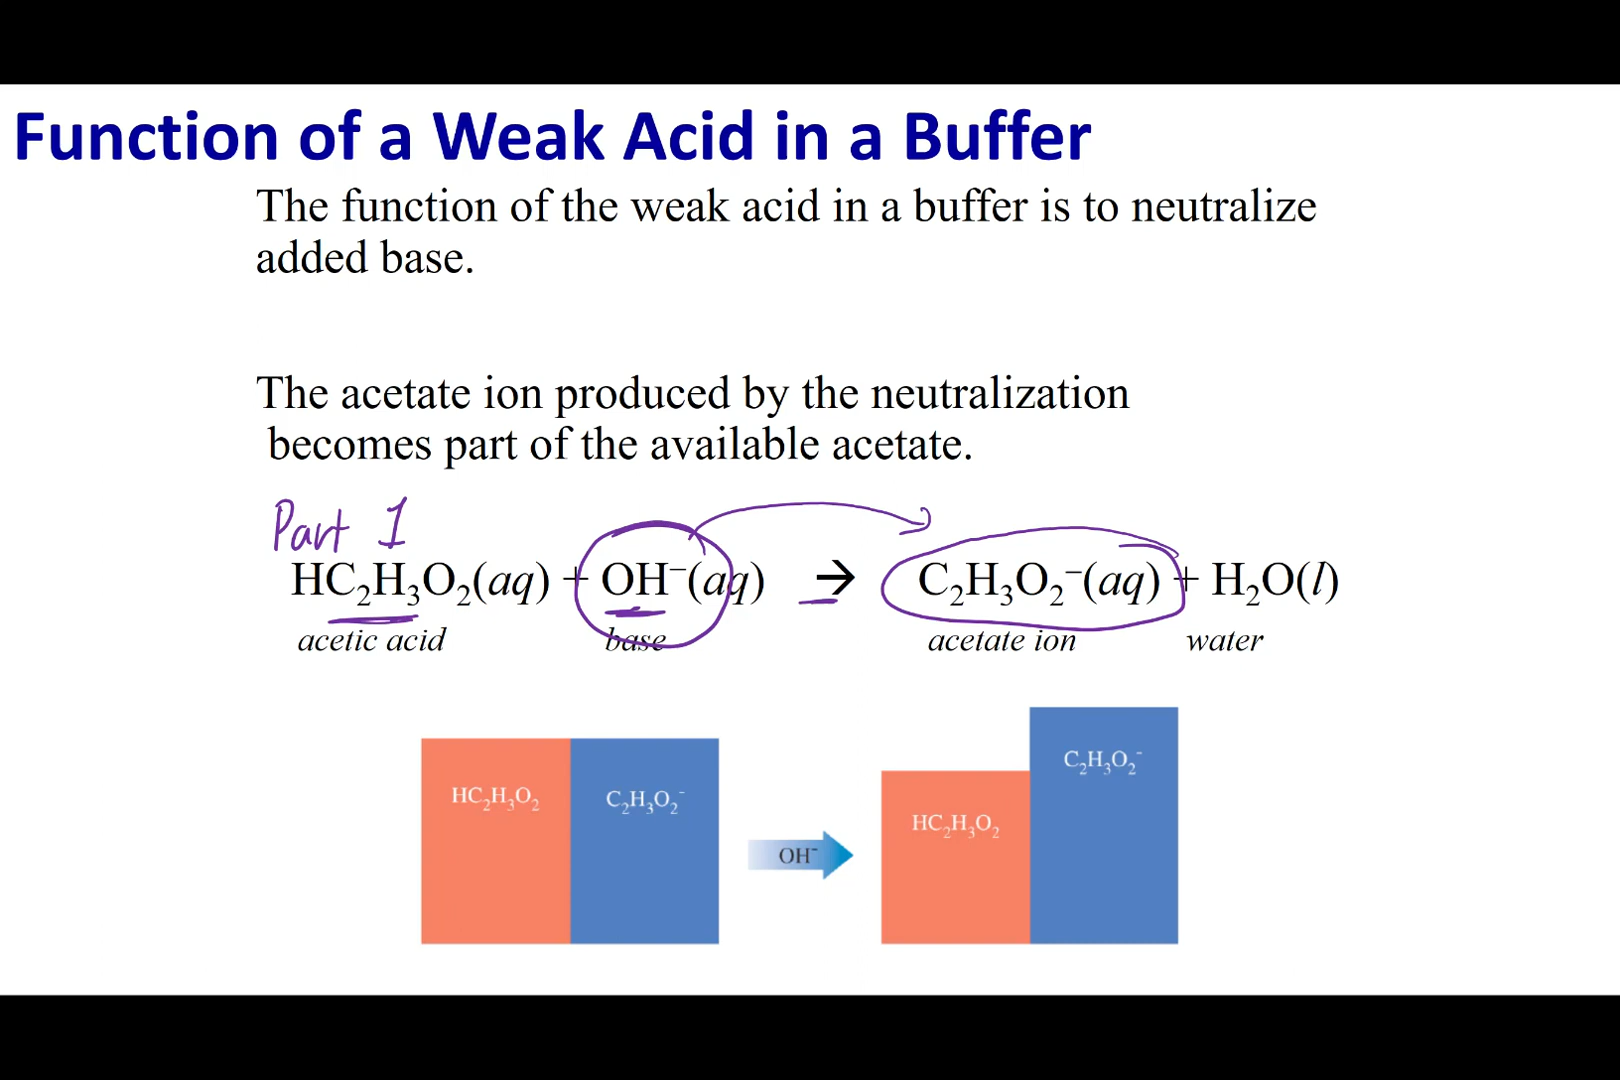 Function of a Weak Acid in a Buffer
The function of the weak acid in a buffer is to neutralize
added base.
The acetate ion produced by the neutralization
becomes part of the available acetate.
Part 1
HC₂H₃O₂(aq) + OH⁻(aq) → C₂H₃O₂⁻(aq) + H₂O(l)
acetic acid base acetate ion water
HC₂H₃O₂ C₂H₃O₂⁻ OH⁻ HC₂H₃O₂ C₂H₃O₂⁻